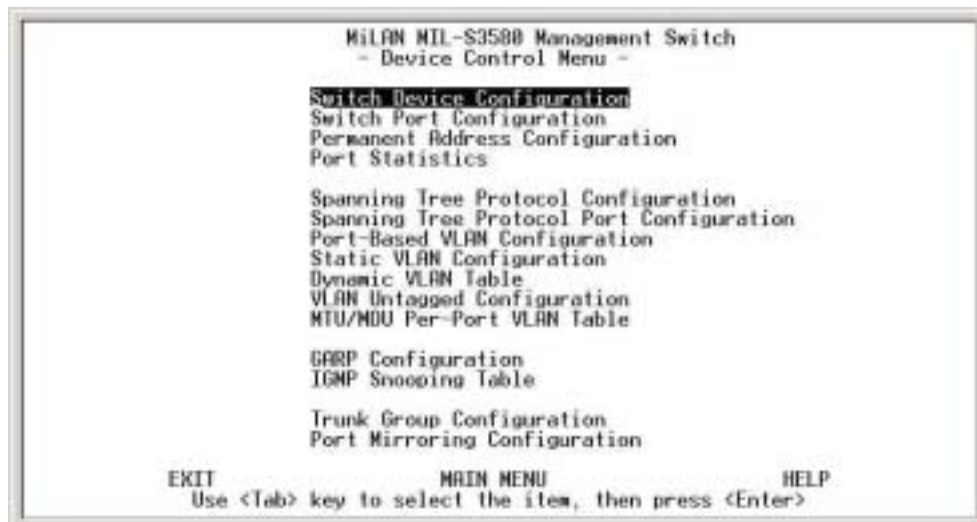 MiLAN MIL-S3580 Management Switch
- Device Control Menu -
Switch Device Configuration
Switch Port Configuration
Permanent Address Configuration
Port Statistics
Spanning Tree Protocol Configuration
Spanning Tree Protocol Port Configuration
Port-Based VLAN Configuration
Static VLAN Configuration
Dynamic VLAN Table
VLAN Untagged Configuration
MTU/MDU Per-Port VLAN Table
GARP Configuration
IGMP Snooping Table
Trunk Group Configuration
Port Mirroring Configuration
EXIT MAIN MENU HELP
Use <Tab> key to select the item, then press <Enter>